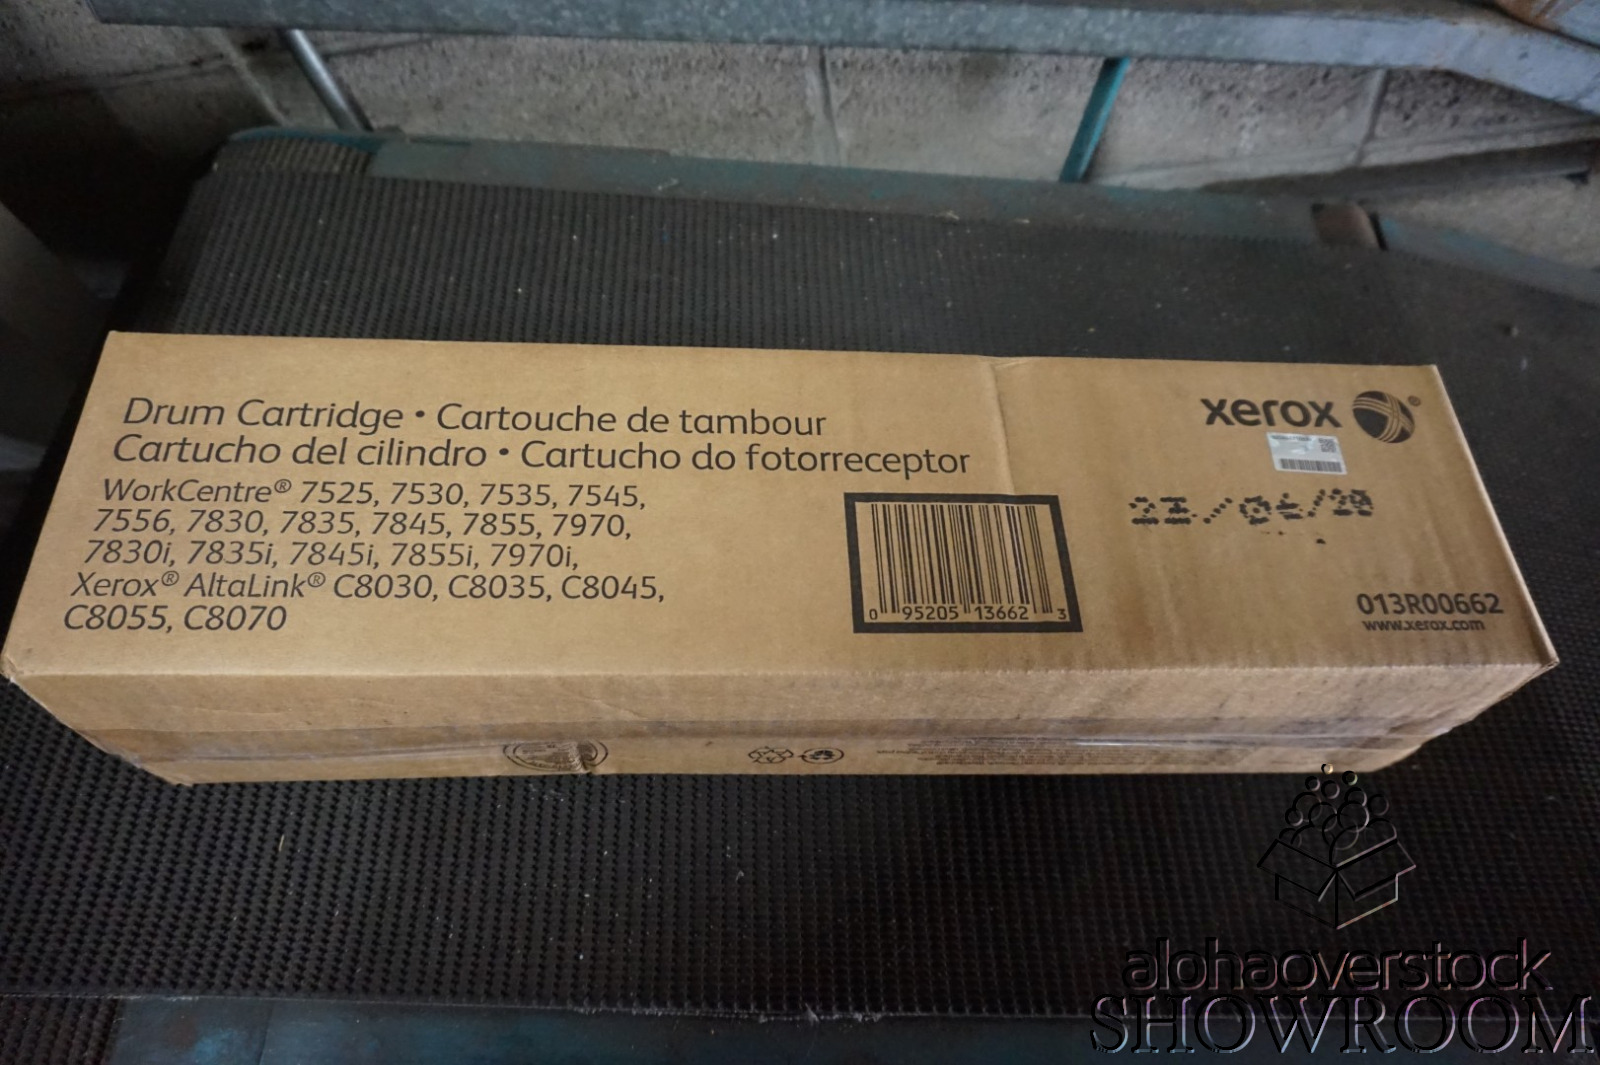 Drum Cartridge • Cartouche de tambour
Cartucho del cilindro • Cartucho do fotorreceptor
WorkCentre® 7525, 7530, 7535, 7545,
7556, 7830, 7835, 7845, 7855, 7970,
7830i, 7835i, 7845i, 7855i, 7970i,
Xerox® AltaLink® C8030, C8035, C8045,
C8055, C8070
0 95205 13662 3
xerox ®
013R00662
www.xerox.com
alohaoverstock
SHOWROOM